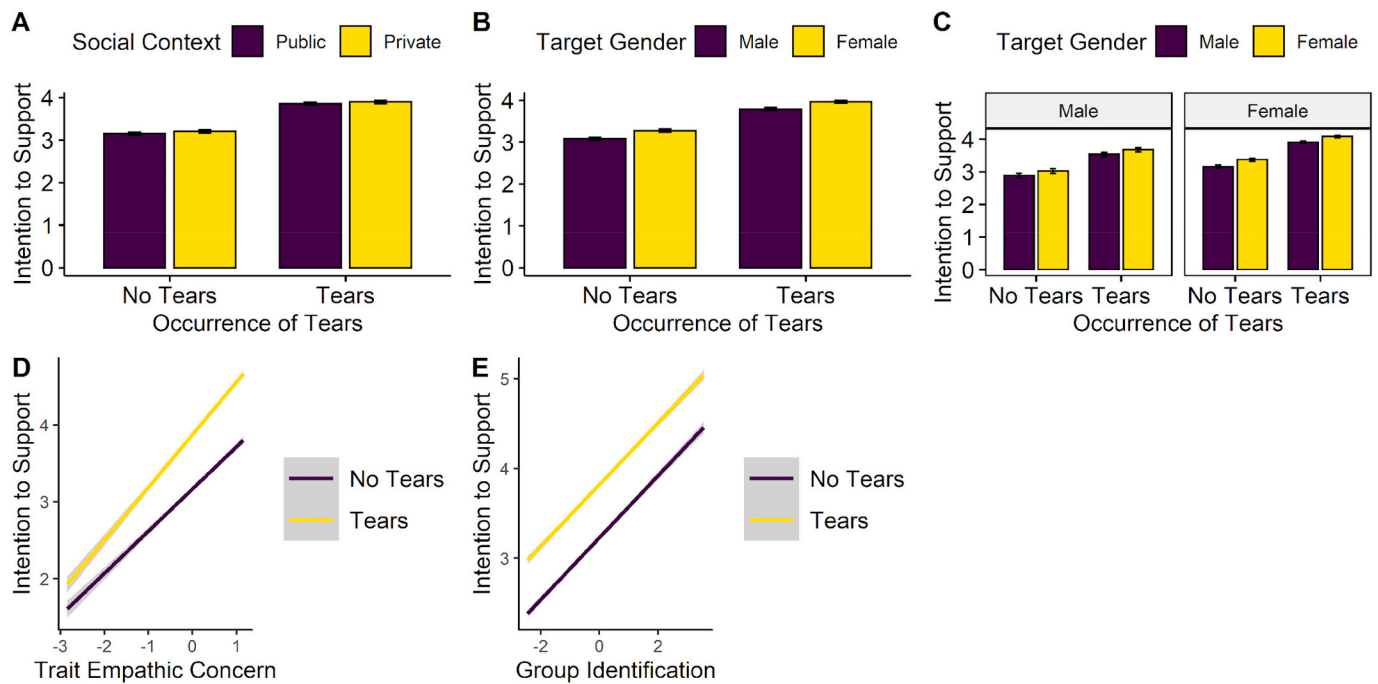 A
Social Context Public Private
Intention to Support
4
3
2
1
0
No Tears Tears
Occurrence of Tears
B
Target Gender Male Female
Intention to Support
4
3
2
1
0
No Tears Tears
Occurrence of Tears
C
Target Gender Male Female
Male Female
Intention to Support
4
3
2
1
0
No Tears Tears No Tears Tears
Occurrence of Tears
D
Intention to Support
4
3
2
-3 -2 -1 0 1
Trait Empathic Concern
No Tears
Tears
E
Intention to Support
5
4
3
-2 0 2
Group Identification
No Tears
Tears